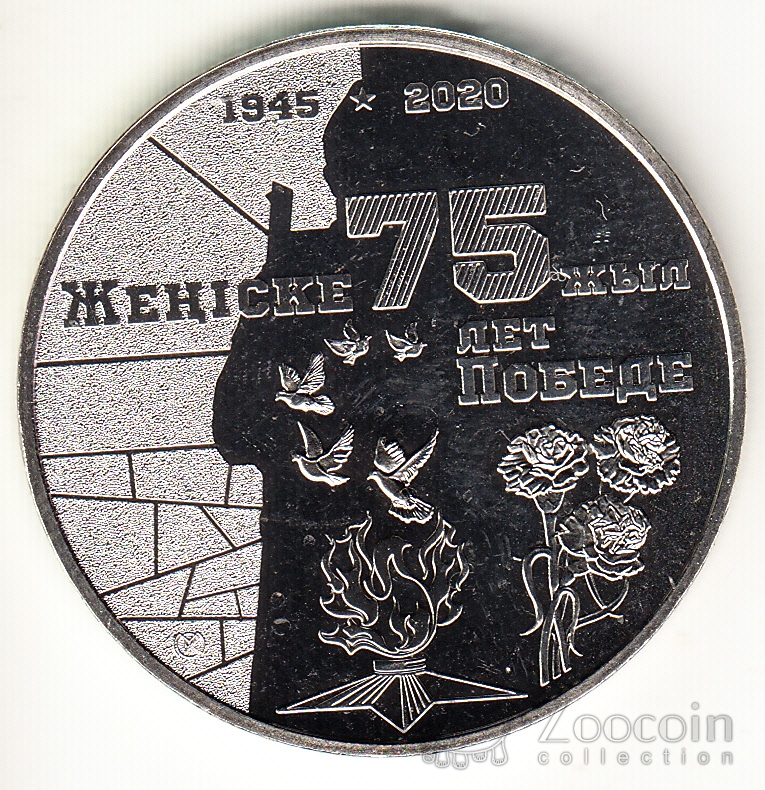 1945 ★ 2020
75
ЖЕҢІСКЕ ЖЫЛ
ЛЕТ
ПОБЕДЕ
Zoocoin
collection